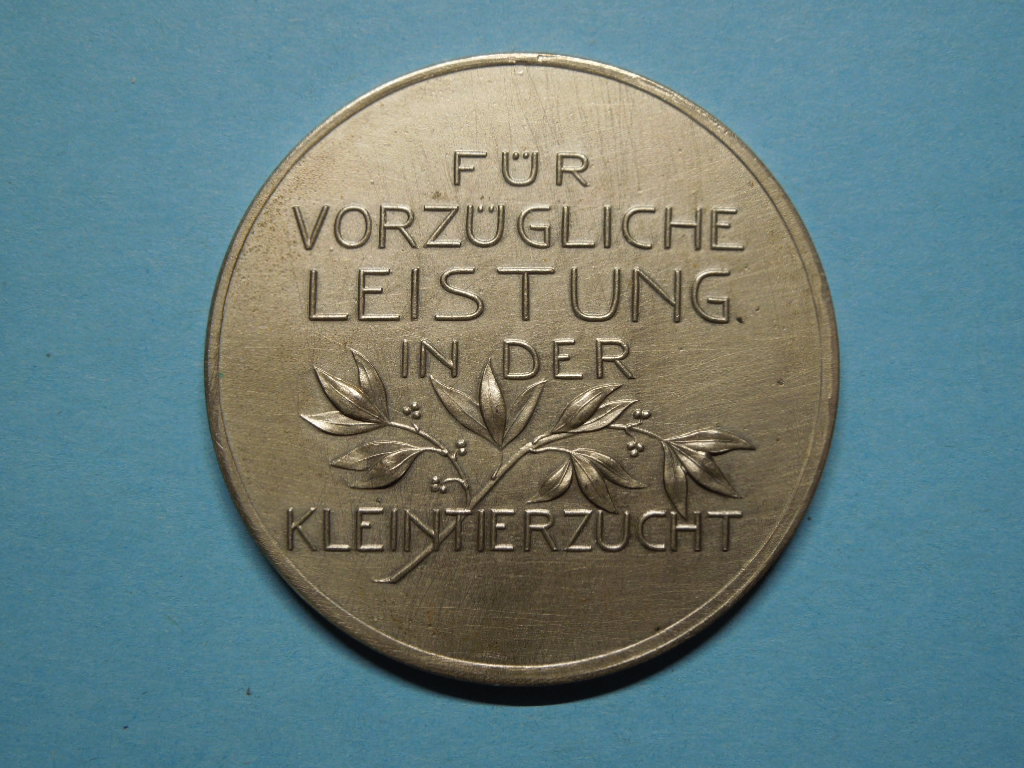 FÜR
VORZÜGLICHE
LEISTUNG
IN DER
KLEINTIERZUCHT